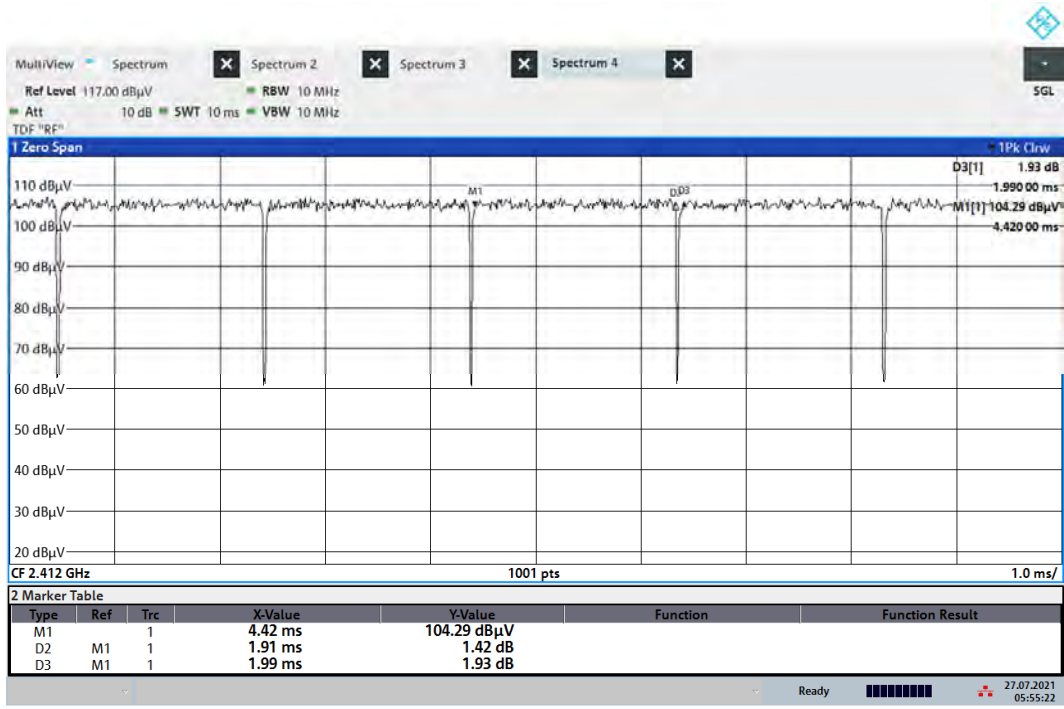 MultiView Spectrum Spectrum 2 Spectrum 3 Spectrum 4
Ref Level 117.00 dBµV RBW 10 MHz SGL
Att 10 dB SWT 10 ms VBW 10 MHz
TDF "RF"
1 Zero Span 1Pk Clrw
D3[1] 1.93 dB
1.990 00 ms
M1[1] 104.29 dBµV
4.420 00 ms
M1 D2 D3
110 dBµV
100 dBµV
90 dBµV
80 dBµV
70 dBµV
60 dBµV
50 dBµV
40 dBµV
30 dBµV
20 dBµV
CF 2.412 GHz 1001 pts 1.0 ms/
2 Marker Table
Type Ref Trc X-Value Y-Value Function Function Result
M1 1 4.42 ms 104.29 dBµV
D2 M1 1 1.91 ms 1.42 dB
D3 M1 1 1.99 ms 1.93 dB
Ready 27.07.2021
05:55:22